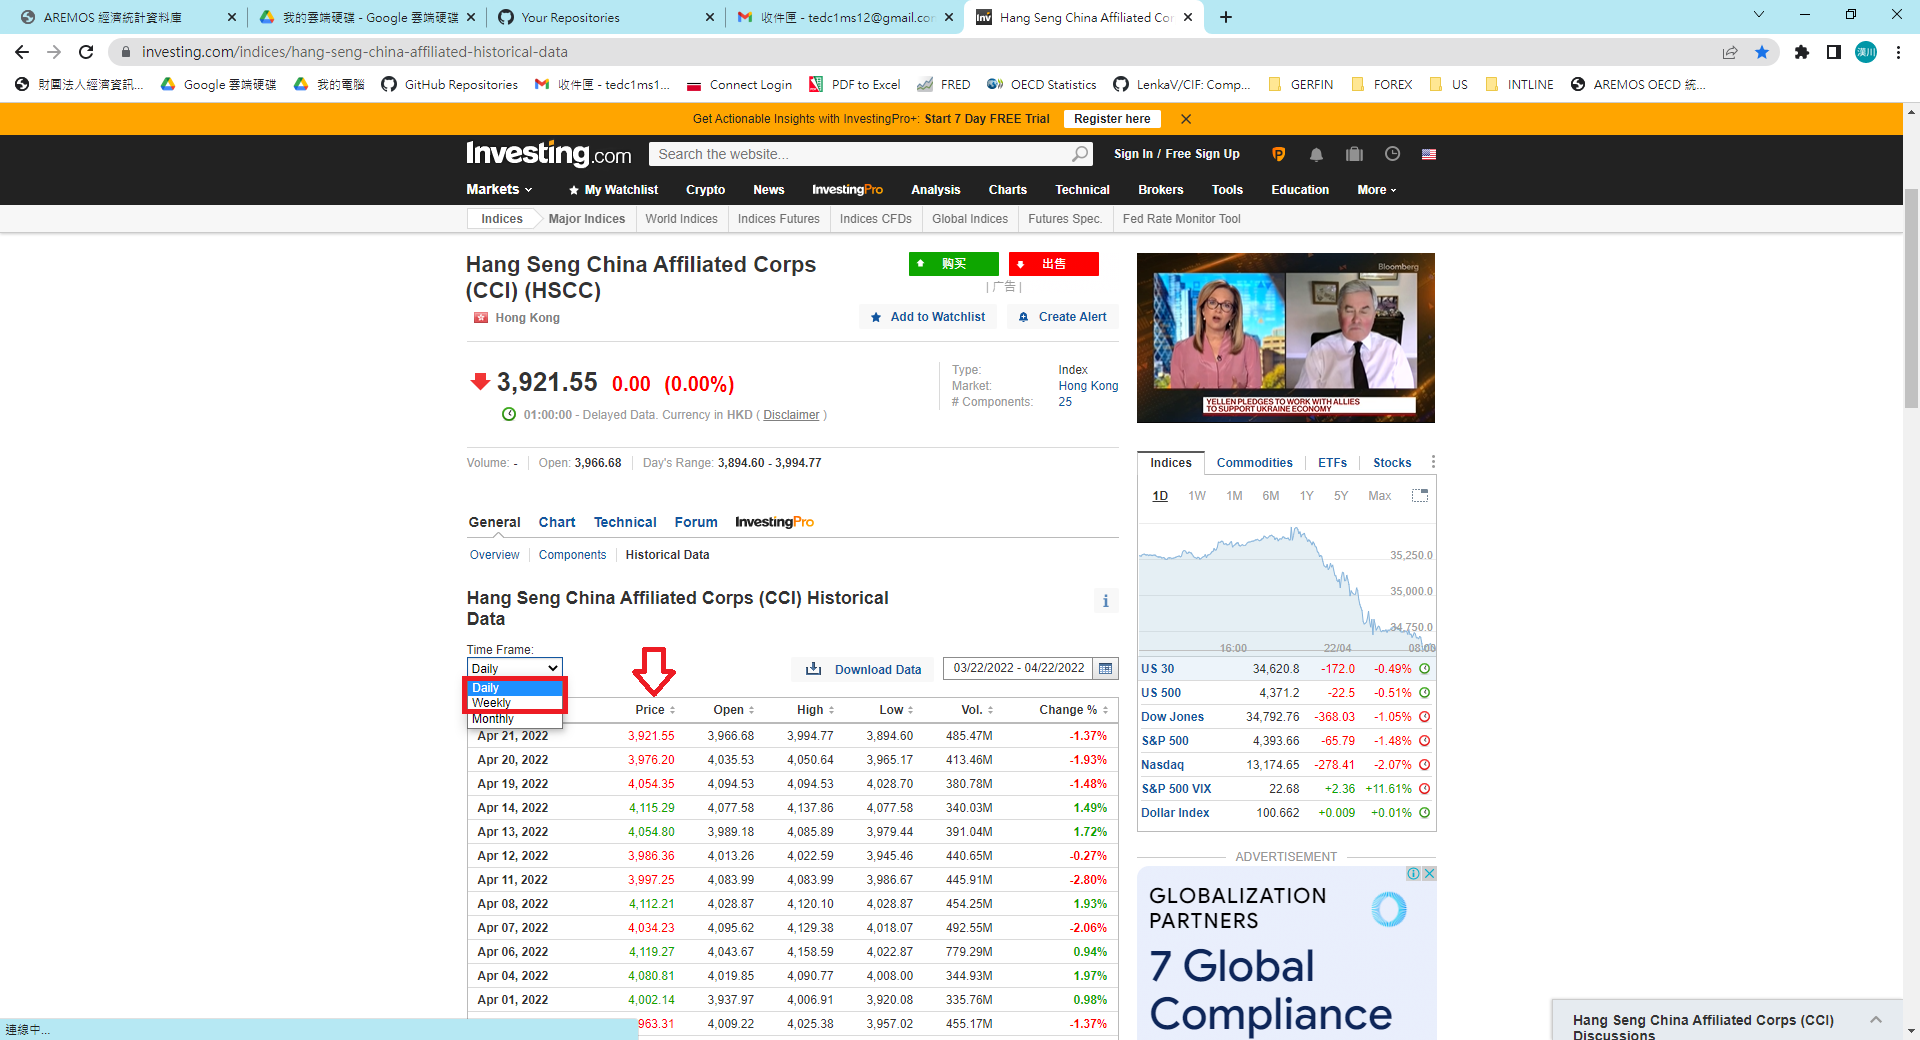 AREMOS 經濟統計資料庫
我的雲端硬碟 - Google 雲端硬碟
Your Repositories
收件匣 - tedc1ms12@gmail.com
Hang Seng China Affiliated Cor
investing.com/indices/hang-seng-china-affiliated-historical-data
漢川
財團法人經濟資訊...
Google 雲端硬碟
我的電腦
GitHub Repositories
收件匣 - tedc1ms1...
Connect Login
PDF to Excel
FRED
OECD Statistics
LenkaV/CIF: Comp...
GERFIN
FOREX
US
INTLINE
AREMOS OECD 統...
Get Actionable Insights with InvestingPro+: Start 7 Day FREE Trial
Register here
Investing.com
Search the website...
Sign In / Free Sign Up
Markets
My Watchlist
Crypto
News
InvestingPro
Analysis
Charts
Technical
Brokers
Tools
Education
More
Indices
Major Indices
World Indices
Indices Futures
Indices CFDs
Global Indices
Futures Spec.
Fed Rate Monitor Tool
Hang Seng China Affiliated Corps
(CCI) (HSCC)
Hong Kong
购买
出售
| 广告 |
Add to Watchlist
Create Alert
3,921.55 0.00 (0.00%)
01:00:00 - Delayed Data. Currency in HKD ( Disclaimer )
Type: Index
Market: Hong Kong
# Components: 25
Volume: -
Open: 3,966.68
Day's Range: 3,894.60 - 3,994.77
General
Chart
Technical
Forum
InvestingPro
Overview
Components
Historical Data
Hang Seng China Affiliated Corps (CCI) Historical
Data
i
Time Frame:
Daily
Daily
Weekly
Monthly
Download Data
03/22/2022 - 04/22/2022
Price Open High Low Vol. Change %
Apr 21, 2022 3,921.55 3,966.68 3,994.77 3,894.60 485.47M -1.37%
Apr 20, 2022 3,976.20 4,035.53 4,050.64 3,965.17 413.46M -1.93%
Apr 19, 2022 4,054.35 4,094.53 4,094.53 4,028.70 380.78M -1.48%
Apr 14, 2022 4,115.29 4,077.58 4,137.86 4,077.58 340.03M 1.49%
Apr 13, 2022 4,054.80 3,989.18 4,085.89 3,979.44 391.04M 1.72%
Apr 12, 2022 3,986.36 4,013.26 4,022.59 3,945.46 440.65M -0.27%
Apr 11, 2022 3,997.25 4,083.99 4,083.99 3,986.67 445.91M -2.80%
Apr 08, 2022 4,112.21 4,028.87 4,120.10 4,028.87 454.25M 1.93%
Apr 07, 2022 4,034.23 4,095.62 4,129.38 4,018.07 492.55M -2.06%
Apr 06, 2022 4,119.27 4,043.67 4,158.59 4,022.87 779.29M 0.94%
Apr 04, 2022 4,080.81 4,019.85 4,090.77 4,008.00 344.93M 1.97%
Apr 01, 2022 4,002.14 3,937.97 4,006.91 3,920.08 335.76M 0.98%
963.31 4,009.22 4,025.38 3,957.02 455.17M -1.37%
連線中...
Bloomberg
YELLEN PLEDGES TO WORK WITH ALLIES
TO SUPPORT UKRAINE ECONOMY
Indices
Commodities
ETFs
Stocks
1D 1W 1M 6M 1Y 5Y Max
35,250.0
35,000.0
34,750.0
16:00 22/04 08:00
US 30 34,620.8 -172.0 -0.49%
US 500 4,371.2 -22.5 -0.51%
Dow Jones 34,792.76 -368.03 -1.05%
S&P 500 4,393.66 -65.79 -1.48%
Nasdaq 13,174.65 -278.41 -2.07%
S&P 500 VIX 22.68 +2.36 +11.61%
Dollar Index 100.662 +0.009 +0.01%
ADVERTISEMENT
GLOBALIZATION
PARTNERS
7 Global
Compliance
Hang Seng China Affiliated Corps (CCI)
Discussions